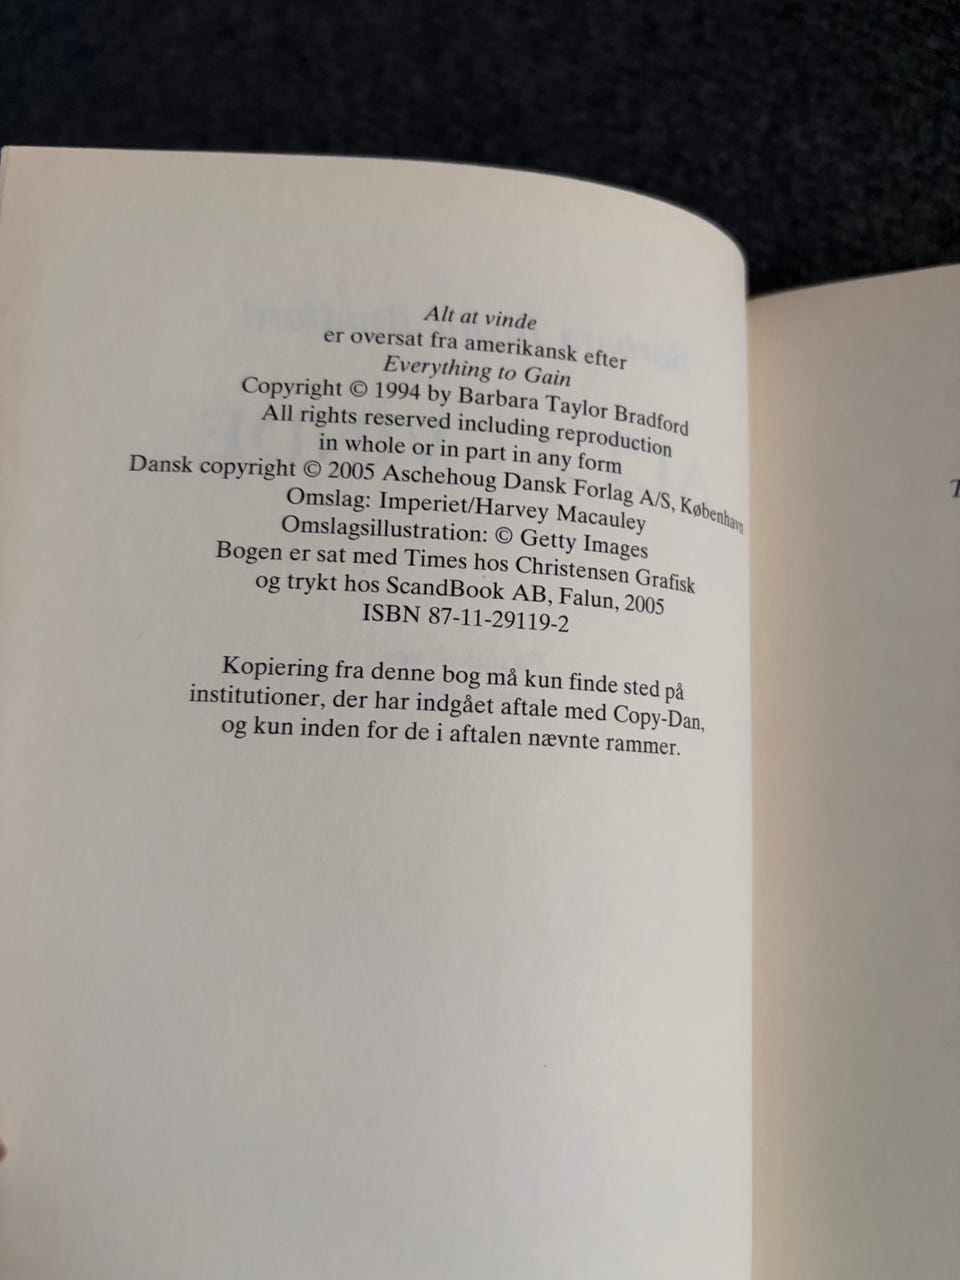 Alt at vinde
er oversat fra amerikansk efter
Everything to Gain
Copyright © 1994 by Barbara Taylor Bradford
All rights reserved including reproduction
in whole or in part in any form
Dansk copyright © 2005 Aschehoug Dansk Forlag A/S, København
Omslag: Imperiet/Harvey Macauley
Omslagsillustration: © Getty Images
Bogen er sat med Times hos Christensen Grafisk
og trykt hos ScandBook AB, Falun, 2005
ISBN 87-11-29119-2
Kopiering fra denne bog må kun finde sted på
institutioner, der har indgået aftale med Copy-Dan,
og kun inden for de i aftalen nævnte rammer.